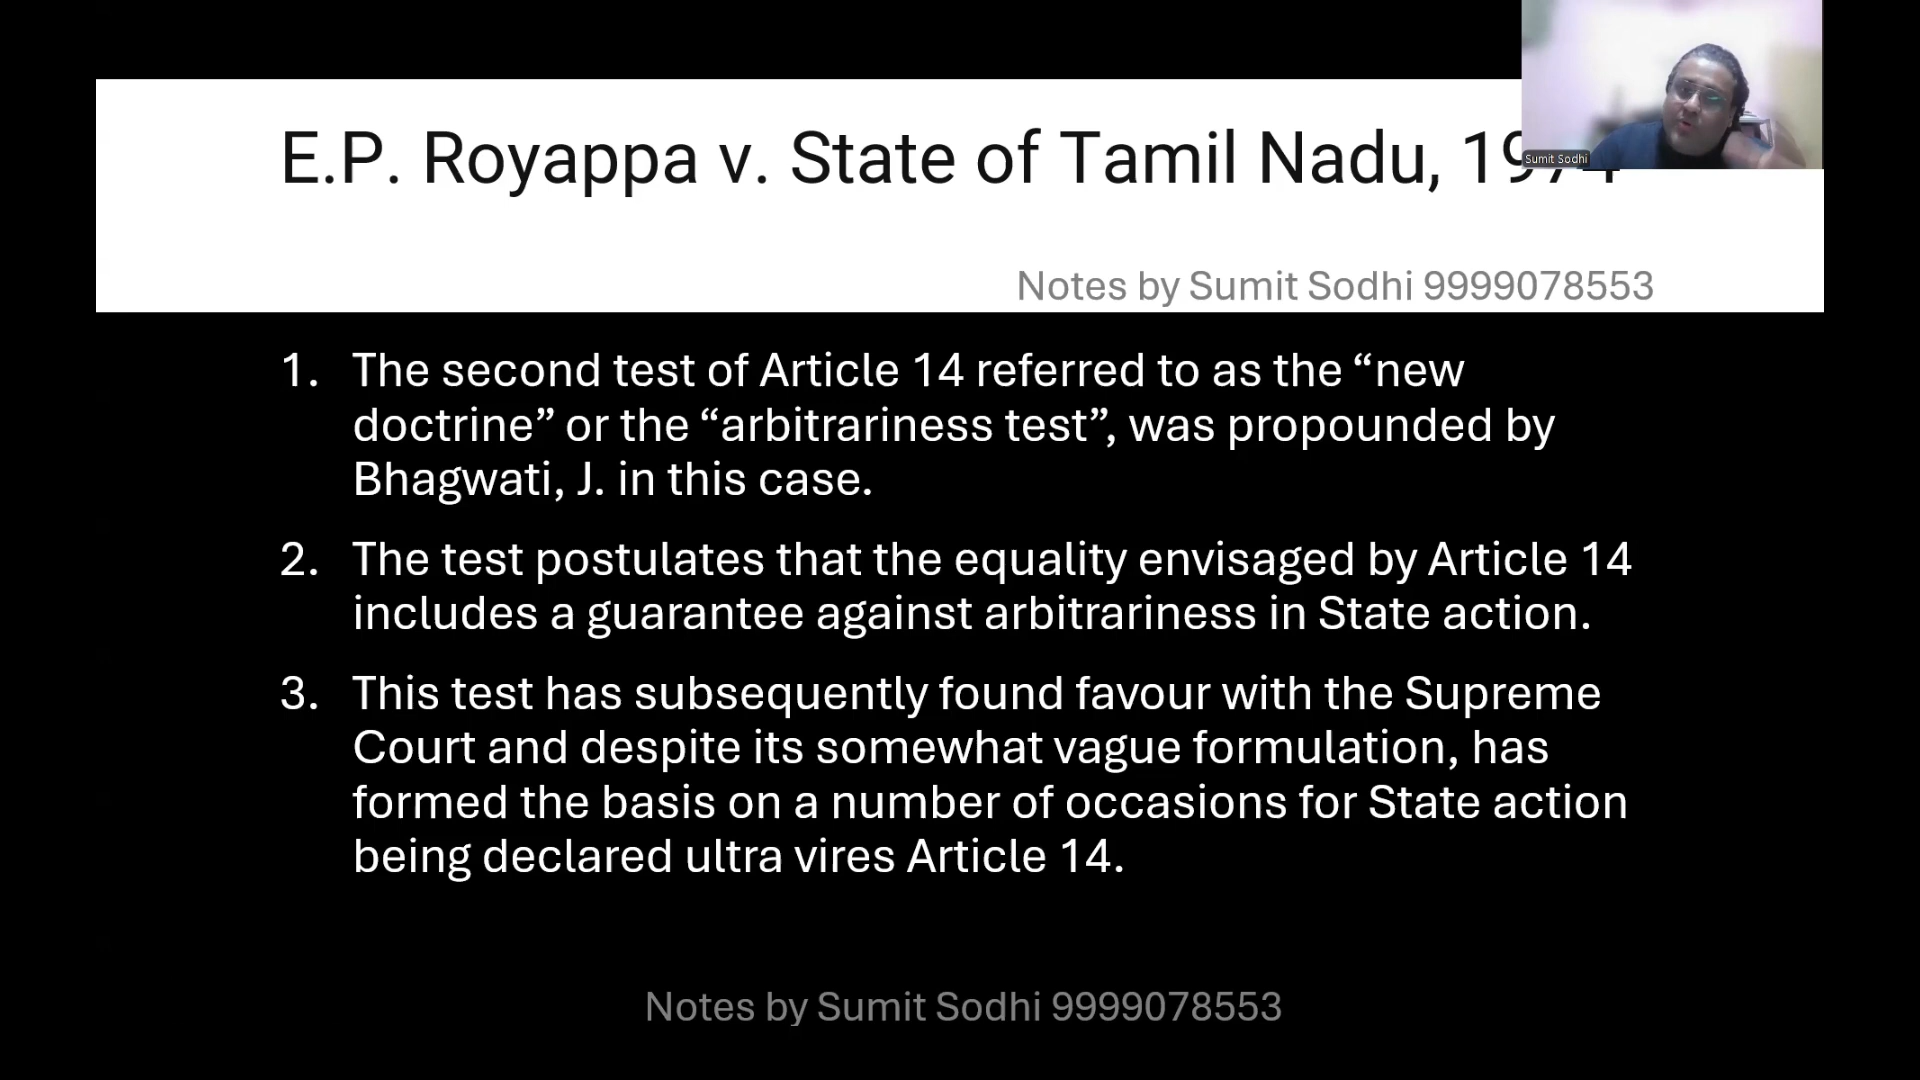 Sumit Sodhi
E.P. Royappa v. State of Tamil Nadu, 1974
Notes by Sumit Sodhi 9999078553
1. The second test of Article 14 referred to as the “new
doctrine” or the “arbitrariness test”, was propounded by
Bhagwati, J. in this case.
2. The test postulates that the equality envisaged by Article 14
includes a guarantee against arbitrariness in State action.
3. This test has subsequently found favour with the Supreme
Court and despite its somewhat vague formulation, has
formed the basis on a number of occasions for State action
being declared ultra vires Article 14.
Notes by Sumit Sodhi 9999078553